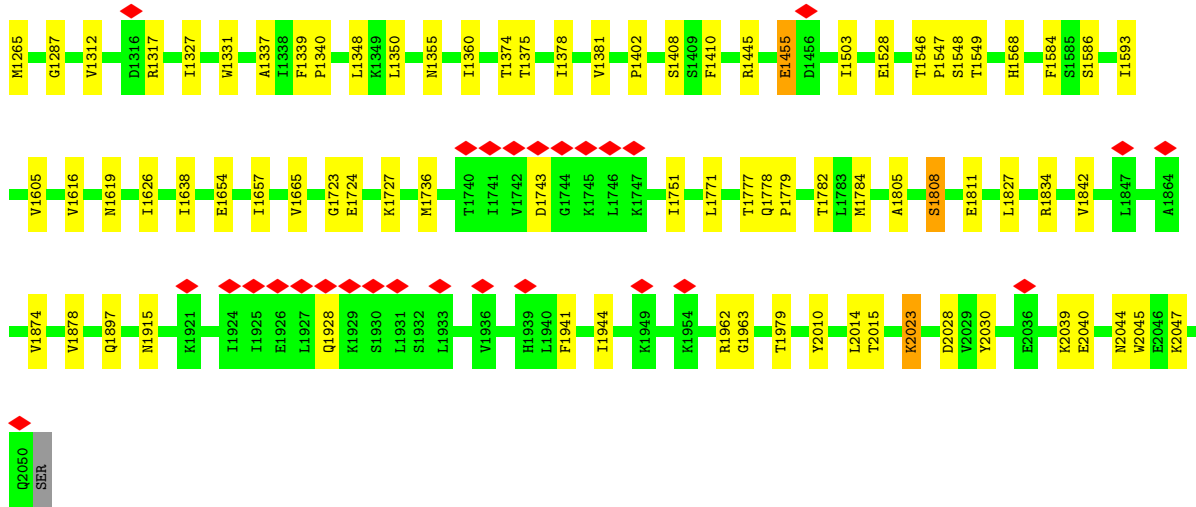 M1265 G1287 V1312 D1316 R1317 I1327 W1331 A1337 I1338 F1339 P1340 L1348 K1349 L1350 N1355 I1360 T1374 T1375 I1378 V1381 P1402 S1408 S1409 F1410 R1445 E1455 D1456 I1503 E1528 T1546 P1547 S1548 T1549 H1568 F1584 S1585 S1586 I1593
V1605 V1616 N1619 I1626 I1638 E1654 I1657 V1665 G1723 E1724 K1727 M1736 T1740 I1741 V1742 D1743 G1744 K1745 L1746 K1747 I1751 L1771 T1777 Q1778 P1779 T1782 L1783 M1784 A1805 S1808 E1811 L1827 R1834 V1842 L1847 A1864
V1874 V1878 Q1897 N1915 K1921 I1924 I1925 E1926 L1927 Q1928 K1929 S1930 L1931 S1932 L1933 V1936 H1939 L1940 F1941 I1944 K1949 K1954 R1962 G1963 T1979 Y2010 L2014 T2015 K2023 D2028 V2029 Y2030 E2036 K2039 E2040 N2044 W2045 E2046 K2047
Q2050 SER